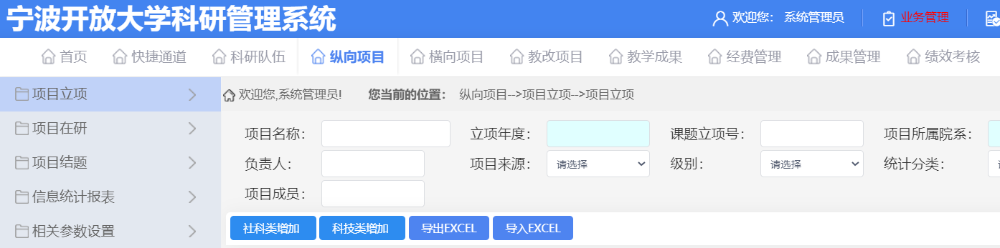 宁波开放大学科研管理系统 欢迎您： 系统管理员 业务管理
首页 快捷通道 科研队伍 纵向项目 横向项目 教改项目 教学成果 经费管理 成果管理 绩效考核
项目立项
项目在研
项目结题
信息统计报表
相关参数设置
欢迎您,系统管理员! 您当前的位置： 纵向项目-->项目立项-->项目立项
项目名称： 立项年度： 课题立项号： 项目所属院系：
负责人： 项目来源： 请选择 级别： 请选择 统计分类：
项目成员：
社科类增加 科技类增加 导出EXCEL 导入EXCEL